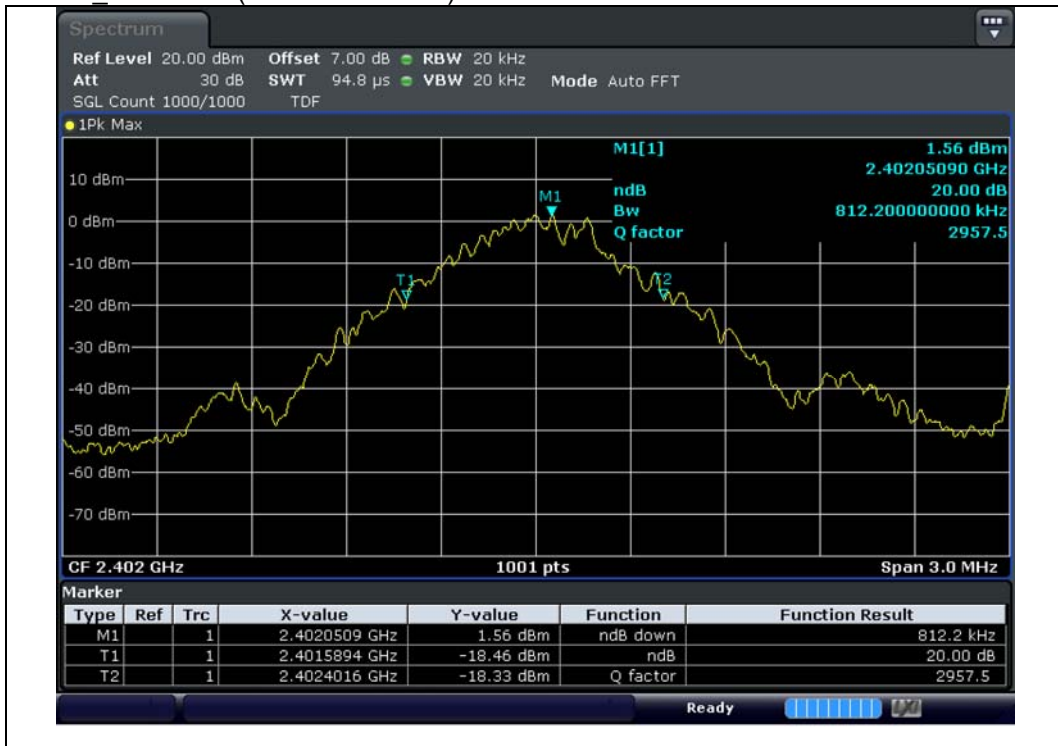 Spectrum
Ref Level 20.00 dBm Offset 7.00 dB RBW 20 kHz
Att 30 dB SWT 94.8 µs VBW 20 kHz Mode Auto FFT
SGL Count 1000/1000 TDF
1Pk Max
M1[1] 1.56 dBm
2.40205090 GHz
ndB 20.00 dB
Bw 812.200000000 kHz
Q factor 2957.5
10 dBm
M1
0 dBm
-10 dBm
T1
T2
-20 dBm
-30 dBm
-40 dBm
-50 dBm
-60 dBm
-70 dBm
CF 2.402 GHz 1001 pts Span 3.0 MHz
Marker
Type Ref Trc X-value Y-value Function Function Result
M1 1 2.4020509 GHz 1.56 dBm ndB down 812.2 kHz
T1 1 2.4015894 GHz -18.46 dBm ndB 20.00 dB
T2 1 2.4024016 GHz -18.33 dBm Q factor 2957.5
Ready